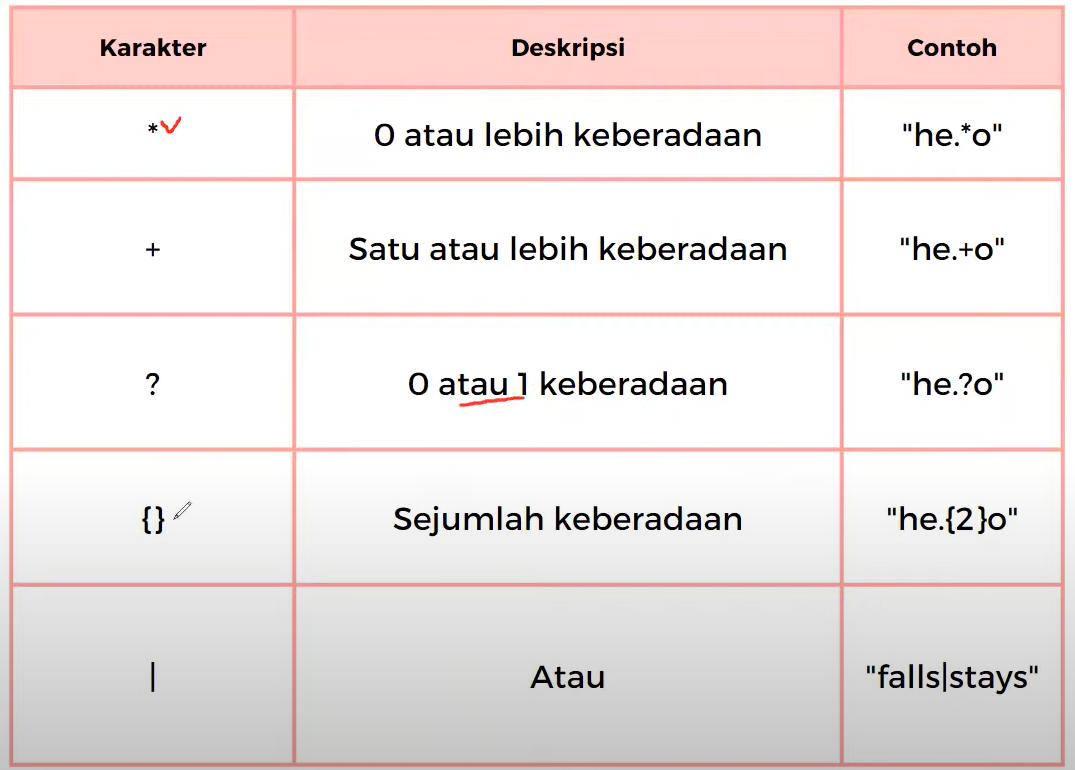 Karakter Deskripsi Contoh
* 0 atau lebih keberadaan "he.*o"
+ Satu atau lebih keberadaan "he.+o"
? 0 atau 1 keberadaan "he.?o"
{} Sejumlah keberadaan "he.{2}o"
| Atau "falls|stays"